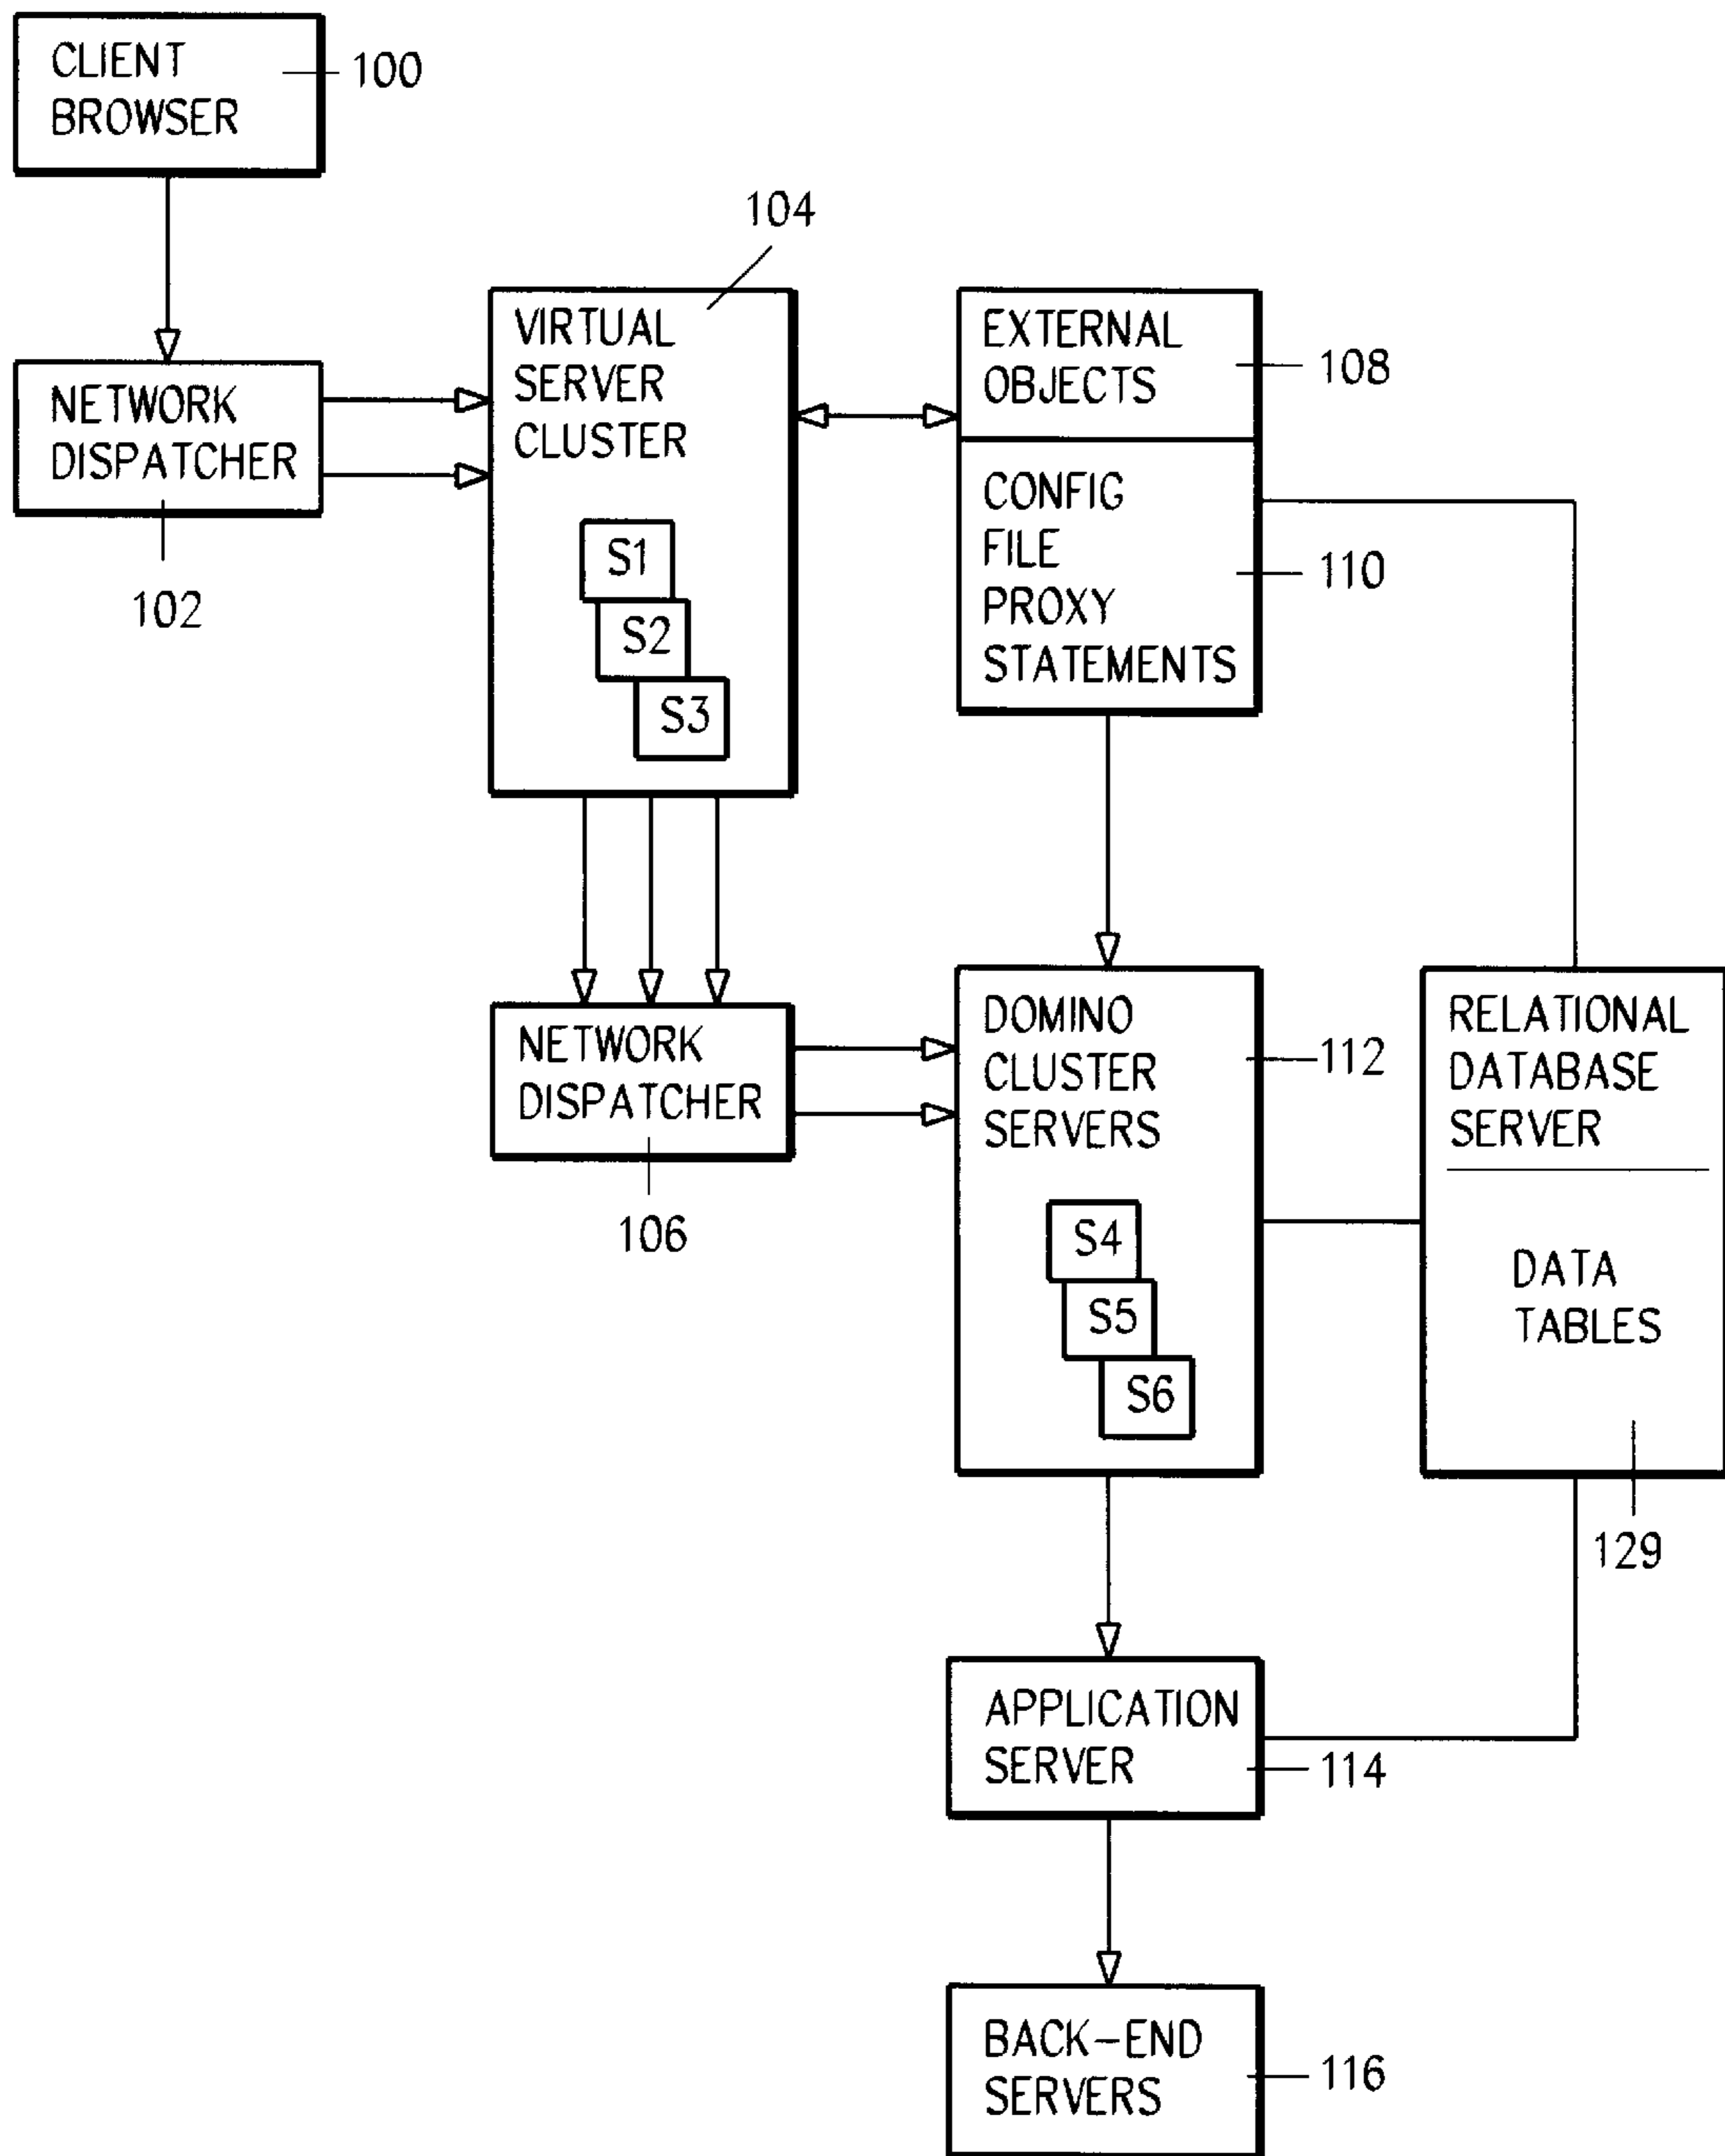 CLIENT
BROWSER
100
104
NETWORK
DISPATCHER
102
VIRTUAL
SERVER
CLUSTER
S1
S2
S3
EXTERNAL
OBJECTS
108
CONFIG
FILE
PROXY
STATEMENTS
110
NETWORK
DISPATCHER
106
DOMINO
CLUSTER
SERVERS
112
S4
S5
S6
RELATIONAL
DATABASE
SERVER
DATA
TABLES
129
APPLICATION
SERVER
114
BACK-END
SERVERS
116